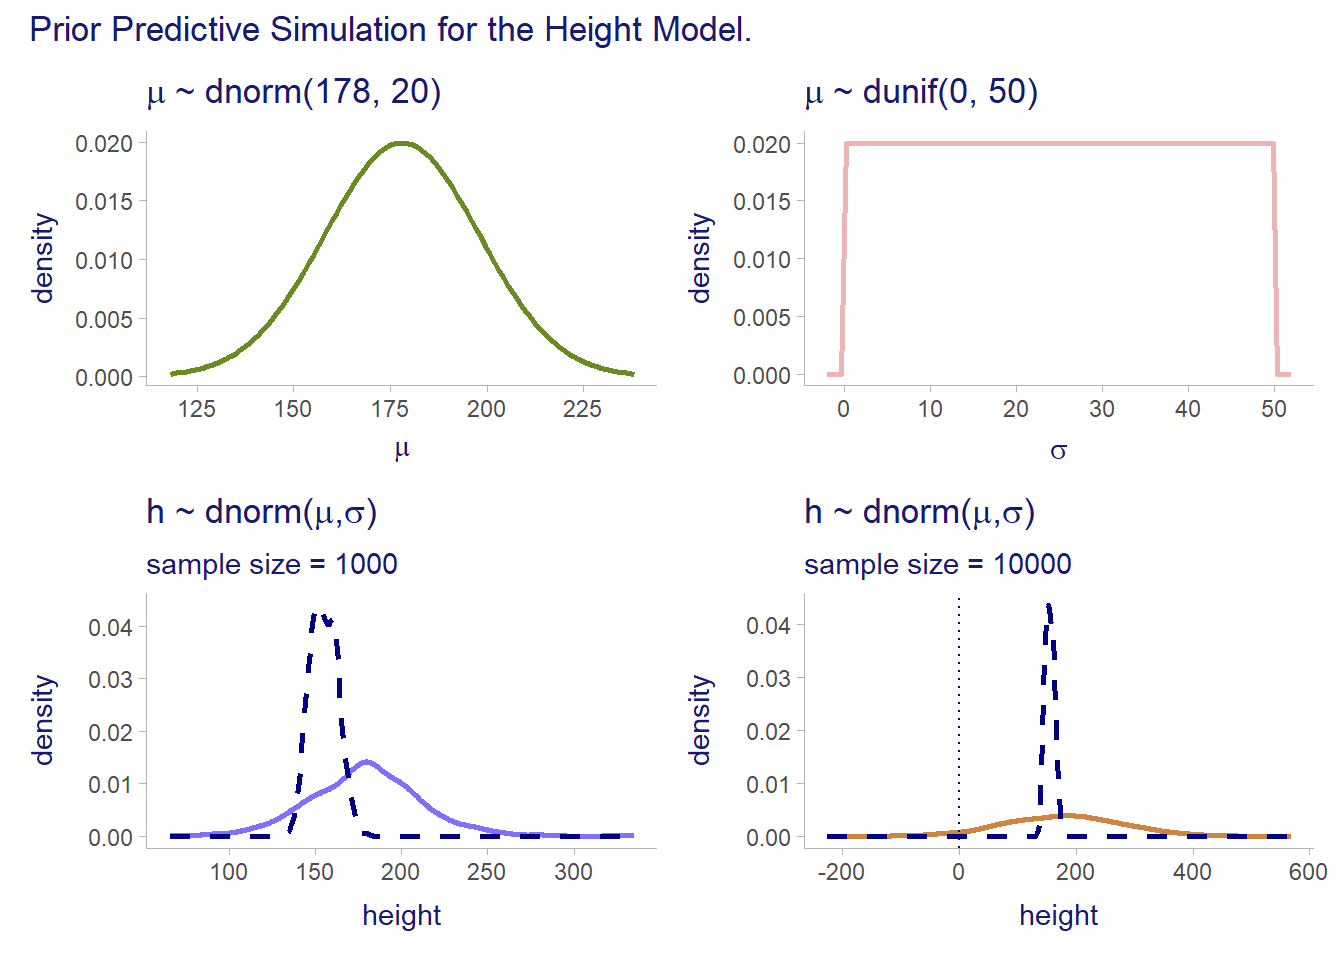 Prior Predictive Simulation for the Height Model.
μ ~ dnorm(178, 20)
density
0.020
0.015
0.010
0.005
0.000
125 150 175 200 225
μ
μ ~ dunif(0, 50)
density
0.020
0.015
0.010
0.005
0.000
0 10 20 30 40 50
σ
h ~ dnorm(μ,σ)
sample size = 1000
density
0.04
0.03
0.02
0.01
0.00
100 150 200 250 300
height
h ~ dnorm(μ,σ)
sample size = 10000
density
0.04
0.03
0.02
0.01
0.00
-200 0 200 400 600
height